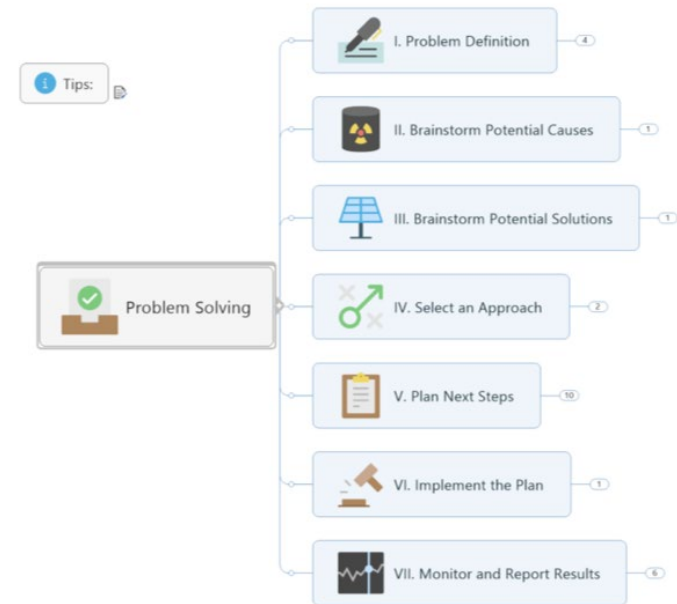 I. Problem Definition
4
Tips:
II. Brainstorm Potential Causes
1
III. Brainstorm Potential Solutions
1
Problem Solving
IV. Select an Approach
2
V. Plan Next Steps
10
VI. Implement the Plan
1
VII. Monitor and Report Results
6